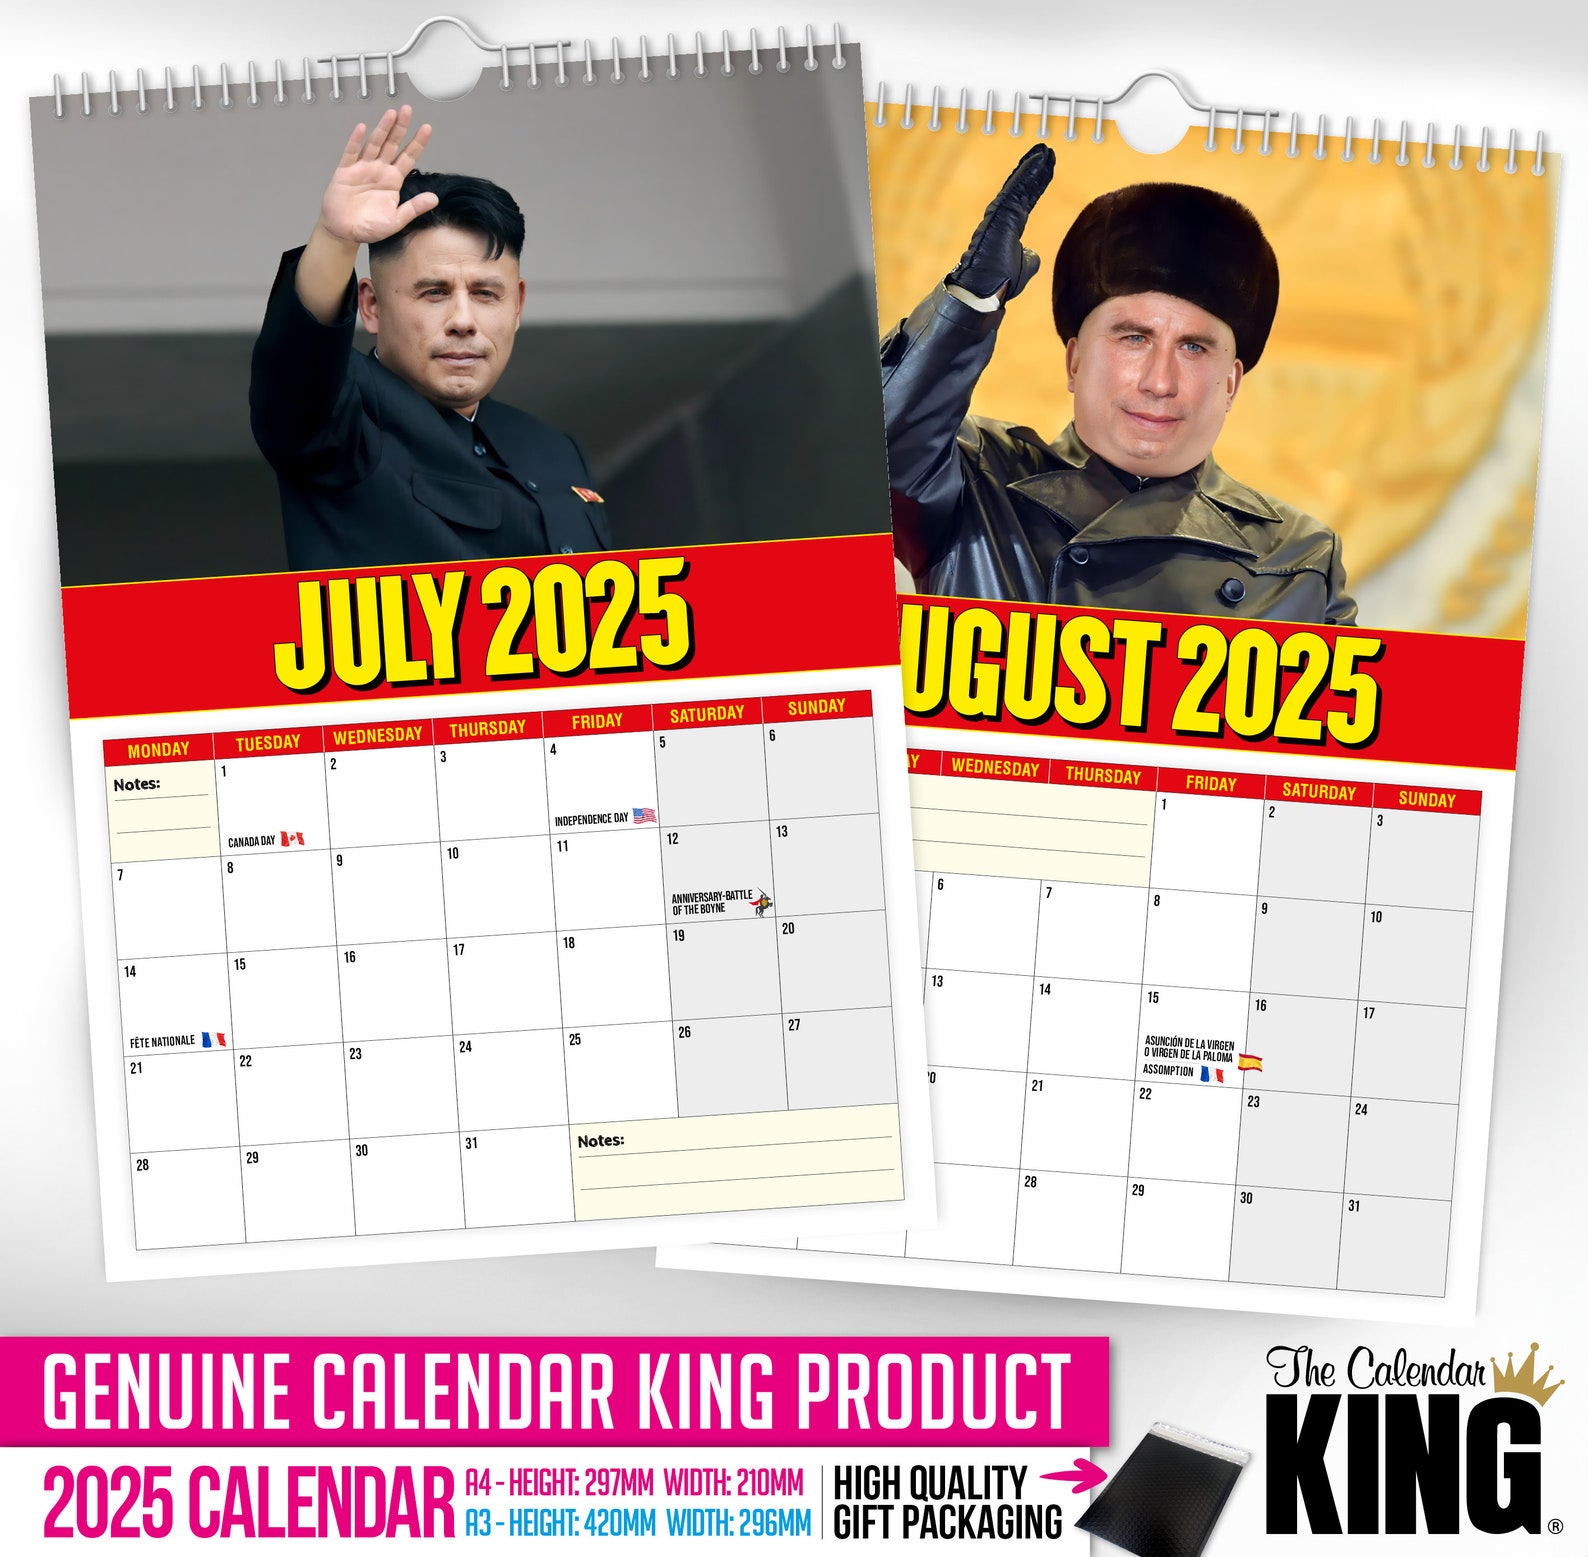 JULY 2025
MONDAY TUESDAY WEDNESDAY THURSDAY FRIDAY SATURDAY SUNDAY
Notes: 1 2 3 4 5 6
CANADA DAY
INDEPENDENCE DAY
7 8 9 10 11 12 13
ANNIVERSARY-BATTLE
OF THE BOYNE
14 15 16 17 18 19 20
FÊTE NATIONALE
21 22 23 24 25 26 27
28 29 30 31 Notes:
UGUST 2025
AY WEDNESDAY THURSDAY FRIDAY SATURDAY SUNDAY
1 2 3
6 7 8 9 10
13 14 15 16 17
ASUNCIÓN DE LA VIRGEN
O VIRGEN DE LA PALOMA
ASSOMPTION
0 21 22 23 24
28 29 30 31
GENUINE CALENDAR KING PRODUCT
2025 CALENDAR
A4 - HEIGHT: 297MM WIDTH: 210MM
A3 - HEIGHT: 420MM WIDTH: 296MM
HIGH QUALITY
GIFT PACKAGING
The Calendar
KING®